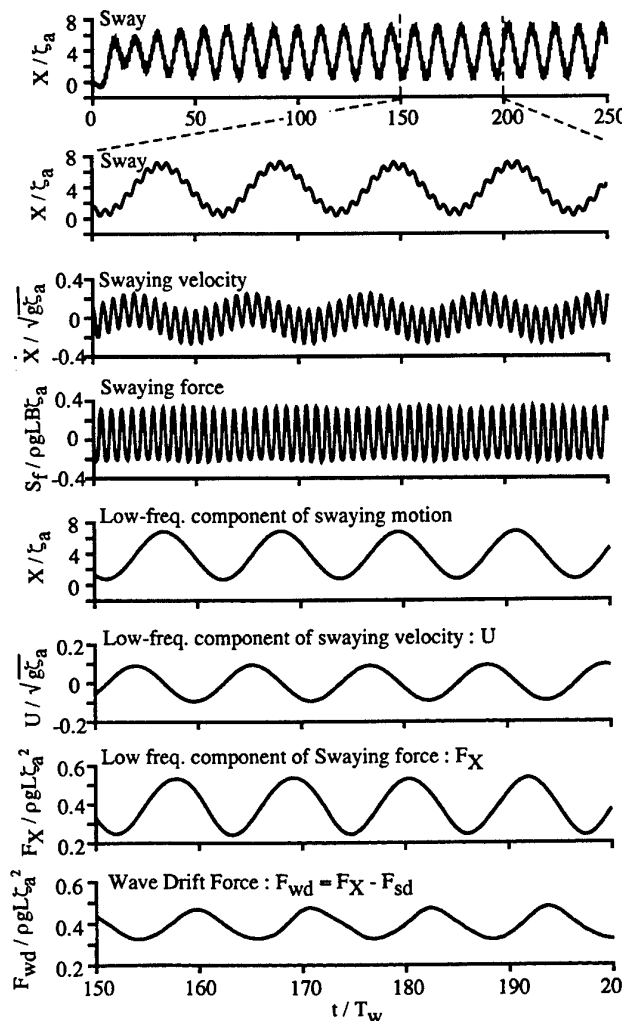 Sway
X / ζa
8
4
0
0 50 100 150 200 250
Sway
X / ζa
8
4
0
Swaying velocity
Ẋ / √gζa
0.4
0
-0.4
Swaying force
Sf / ρgLBζa
0.4
0
-0.4
Low-freq. component of swaying motion
X / ζa
8
4
0
Low-freq. component of swaying velocity : U
U / √gζa
0.2
0
-0.2
Low freq. component of Swaying force : FX
FX / ρgLζa²
0.6
0.4
0.2
Wave Drift Force : Fwd = FX - Fsd
Fwd / ρgLζa²
0.6
0.4
0.2
150 160 170 180 190 20
t / Tw